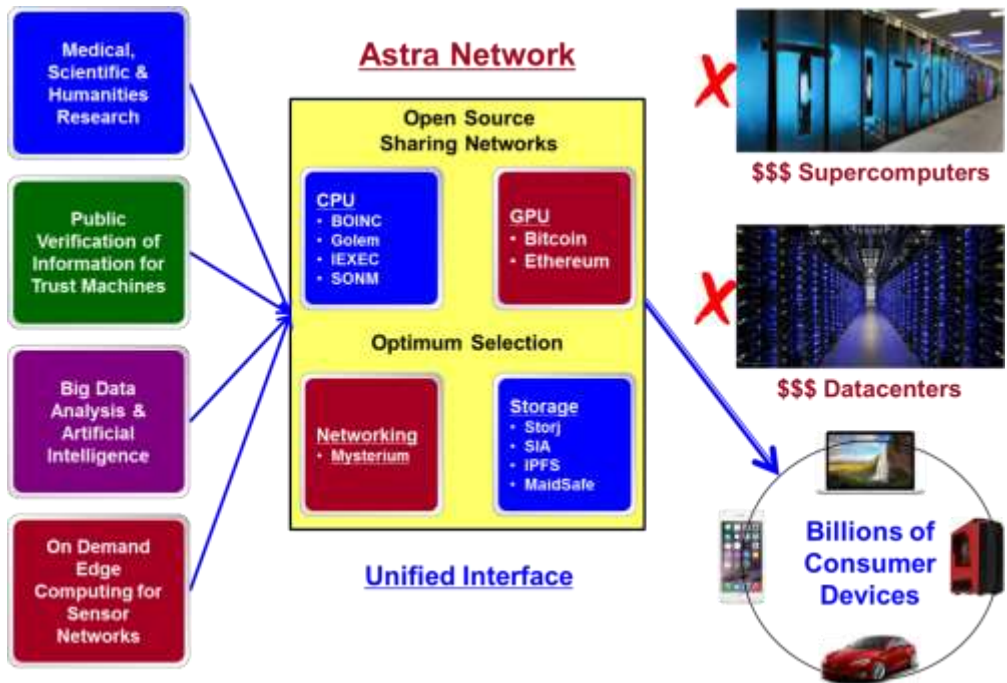 Medical,
Scientific &
Humanities
Research
Public
Verification of
Information for
Trust Machines
Big Data
Analysis &
Artificial
Intelligence
On Demand
Edge
Computing for
Sensor
Networks
Astra Network
Open Source
Sharing Networks
CPU
• BOINC
• Golem
• IEXEC
• SONM
GPU
• Bitcoin
• Ethereum
Optimum Selection
Networking
• Mysterium
Storage
• Storj
• SIA
• IPFS
• MaidSafe
Unified Interface
X
TITAN
$$$ Supercomputers
X
$$$ Datacenters
Billions of
Consumer
Devices